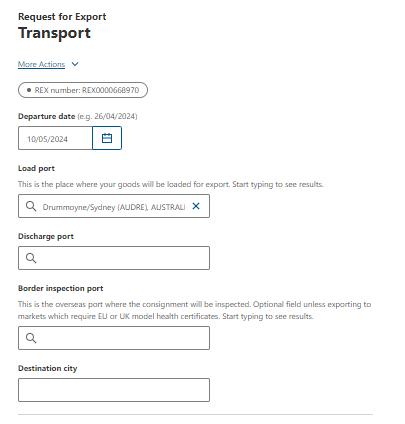 Request for Export
Transport
More Actions
REX number: REX0000668970
Departure date (e.g. 26/04/2024)
10/05/2024
Load port
This is the place where your goods will be loaded for export. Start typing to see results.
Drummoyne/Sydney (AUDRE), AUSTRALI
Discharge port
Border inspection port
This is the overseas port where the consignment will be inspected. Optional field unless exporting to
markets which require EU or UK model health certificates. Start typing to see results.
Destination city